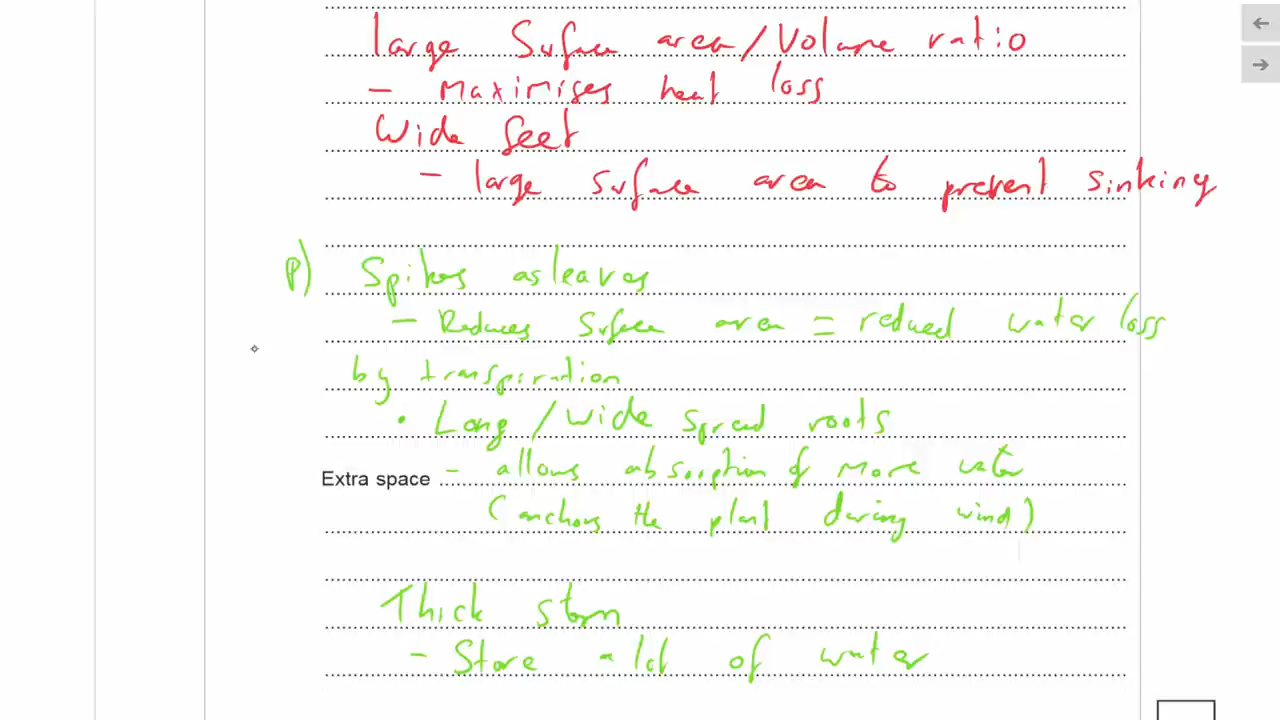 large Surface area/Volume ratio
- Maximises heat loss
Wide feet
- large surface area to prevent sinking
P) Spikes as leaves
- Reduces surface area = reduced water loss
by transpiration
• Long/wide spread roots
- allows absorption of more water
Extra space
(anchors the plant during wind)
Thick stem
- Store a lot of water